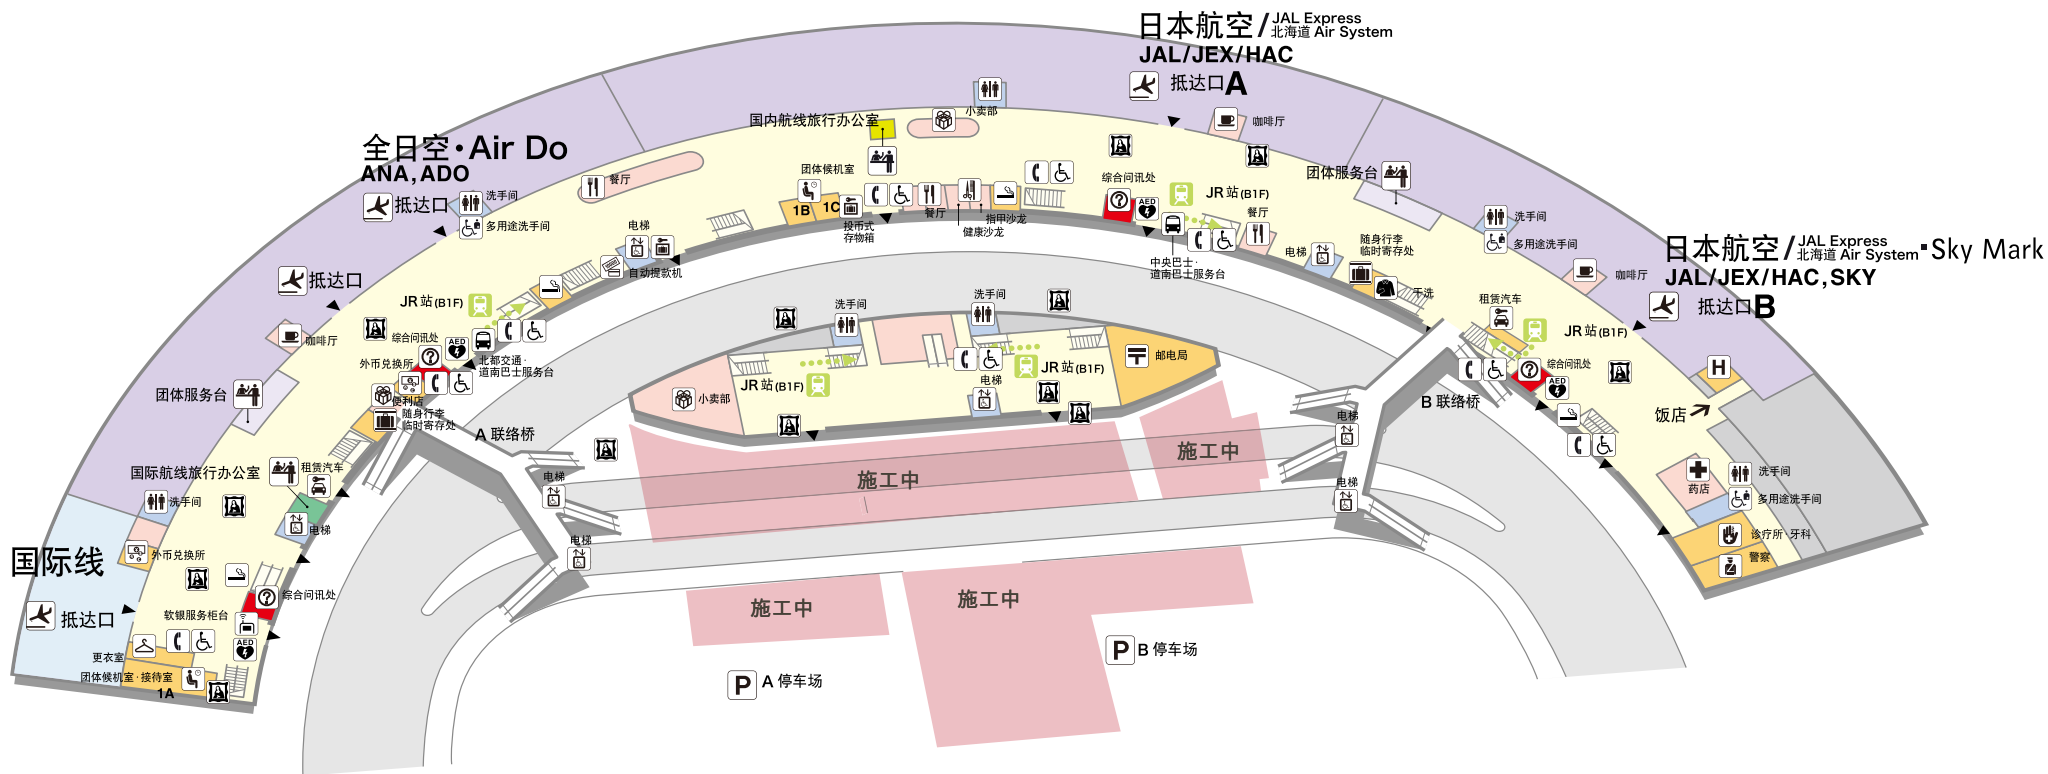 日本航空/JAL Express
北海道 Air System
JAL/JEX/HAC
抵达口A
咖啡厅
小卖部
国内航线旅行办公室
全日空·Air Do
ANA, ADO
抵达口
洗手间
多用途洗手间
餐厅
团体候机室
1B
1C
投币式
存物箱
餐厅
健康沙龙
指甲沙龙
综合问讯处
AED
JR 站(B1F)
餐厅
中央巴士·
道南巴士服务台
电梯
随身行李
临时寄存处
干洗
团体服务台
洗手间
多用途洗手间
咖啡厅
日本航空/JAL Express
北海道 Air System·Sky Mark
JAL/JEX/HAC, SKY
抵达口B
租赁汽车
JR 站(B1F)
综合问讯处
AED
H
饭店
药店
洗手间
多用途洗手间
诊疗所 牙科
警察
电梯
自动提款机
抵达口
JR 站(B1F)
综合问讯处
AED
北都交通·
道南巴士服务台
外币兑换所
便利店
随身行李
临时寄存处
咖啡厅
团体服务台
A 联络桥
国际航线旅行办公室
租赁汽车
洗手间
电梯
外币兑换所
国际线
抵达口
综合问讯处
软银服务柜台
AED
更衣室
团体候机室·接待室
1A
洗手间
洗手间
JR 站(B1F)
JR 站(B1F)
电梯
小卖部
邮电局
B 联络桥
电梯
电梯
电梯
电梯
施工中
施工中
施工中
施工中
P A 停车场
P B 停车场